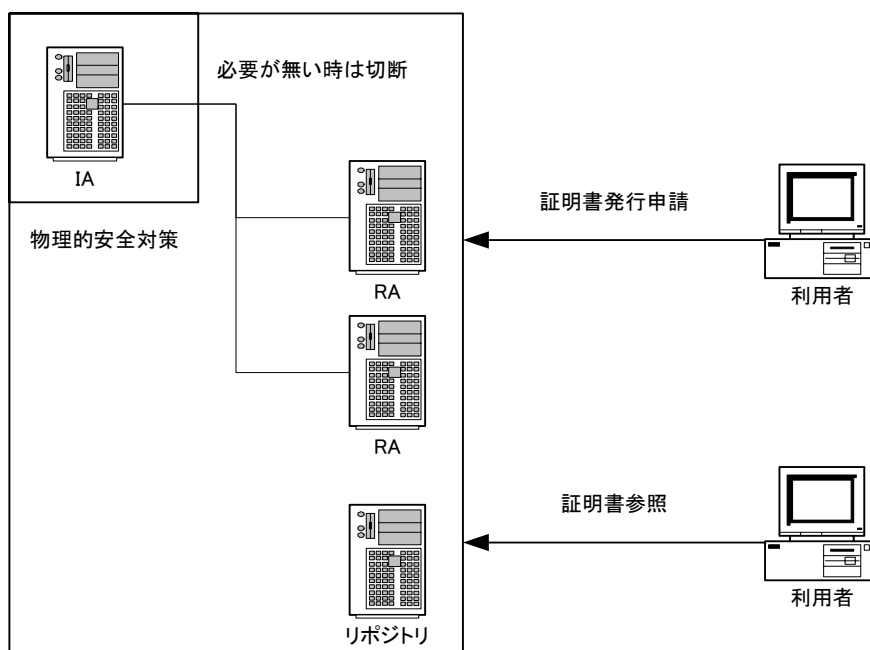 必要が無い時は切断
IA
物理的安全対策
証明書発行申請
RA
利用者
RA
証明書参照
リポジトリ
利用者